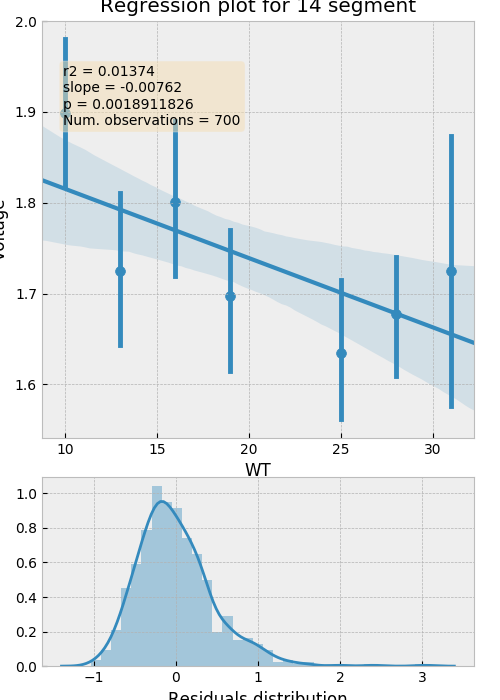 Regression plot for 14 segment
2.0
1.9
1.8
1.7
1.6
Voltage
r2 = 0.01374
slope = -0.00762
p = 0.0018911826
Num. observations = 700
10 15 20 25 30
WT
1.0
0.8
0.6
0.4
0.2
0.0
−1 0 1 2 3
Residuals distribution